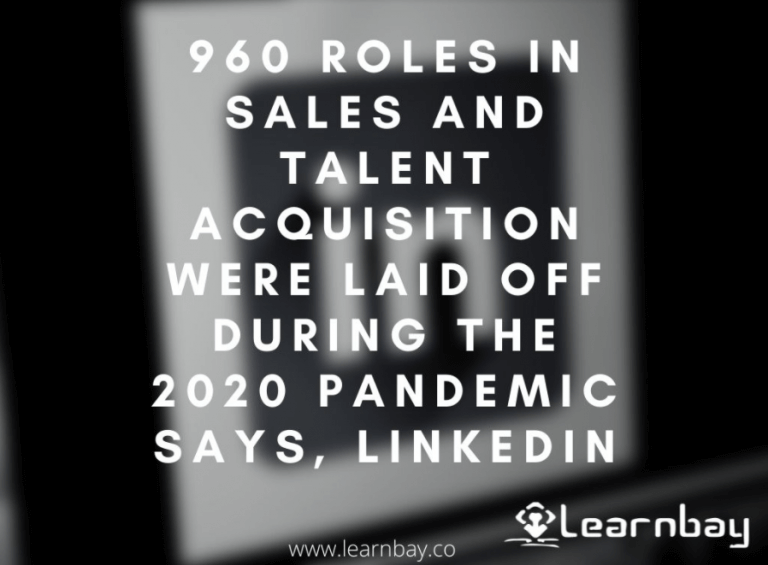 960 ROLES IN
SALES AND
TALENT
ACQUISITION
WERE LAID OFF
DURING THE
2020 PANDEMIC
SAYS, LINKEDIN
in
Learnbay
www.learnbay.co